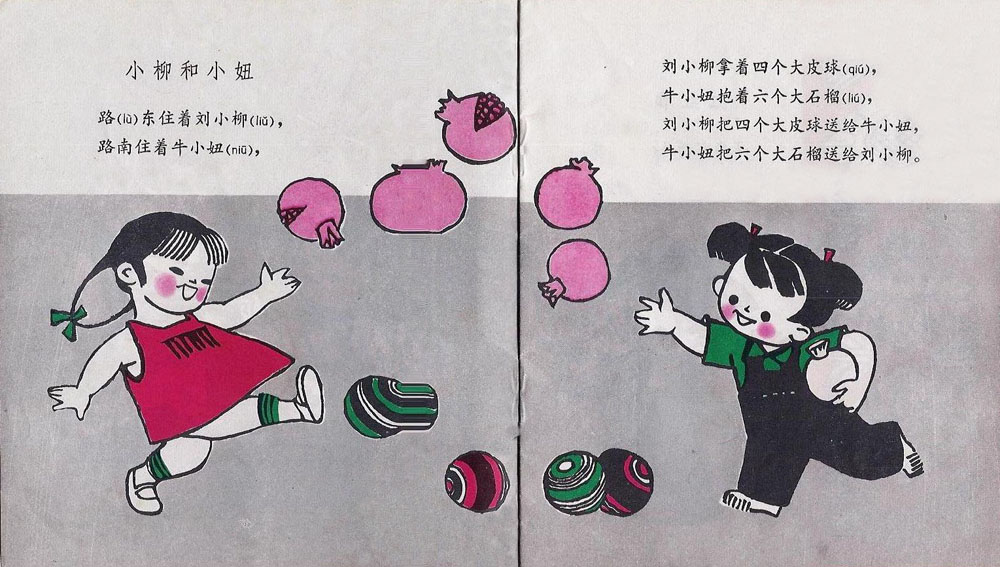 小柳和小妞
路(lù)东住着刘小柳(liǔ)，
路南住着牛小妞(niū)，
刘小柳拿着四个大皮球(qiú)，
牛小妞抱着六个大石榴(liú)，
刘小柳把四个大皮球送给牛小妞，
牛小妞把六个大石榴送给刘小柳。